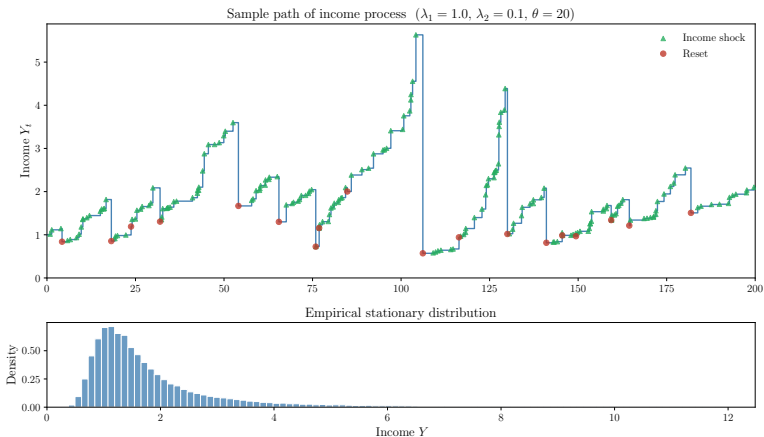 Sample path of income process (λ₁ = 1.0, λ₂ = 0.1, θ = 20)
Income shock
Reset
Income Yₜ
5
4
3
2
1
0
0 25 50 75 100 125 150 175 200
Empirical stationary distribution
Density
0.50
0.25
0.00
0 2 4 6 8 10 12
Income Y